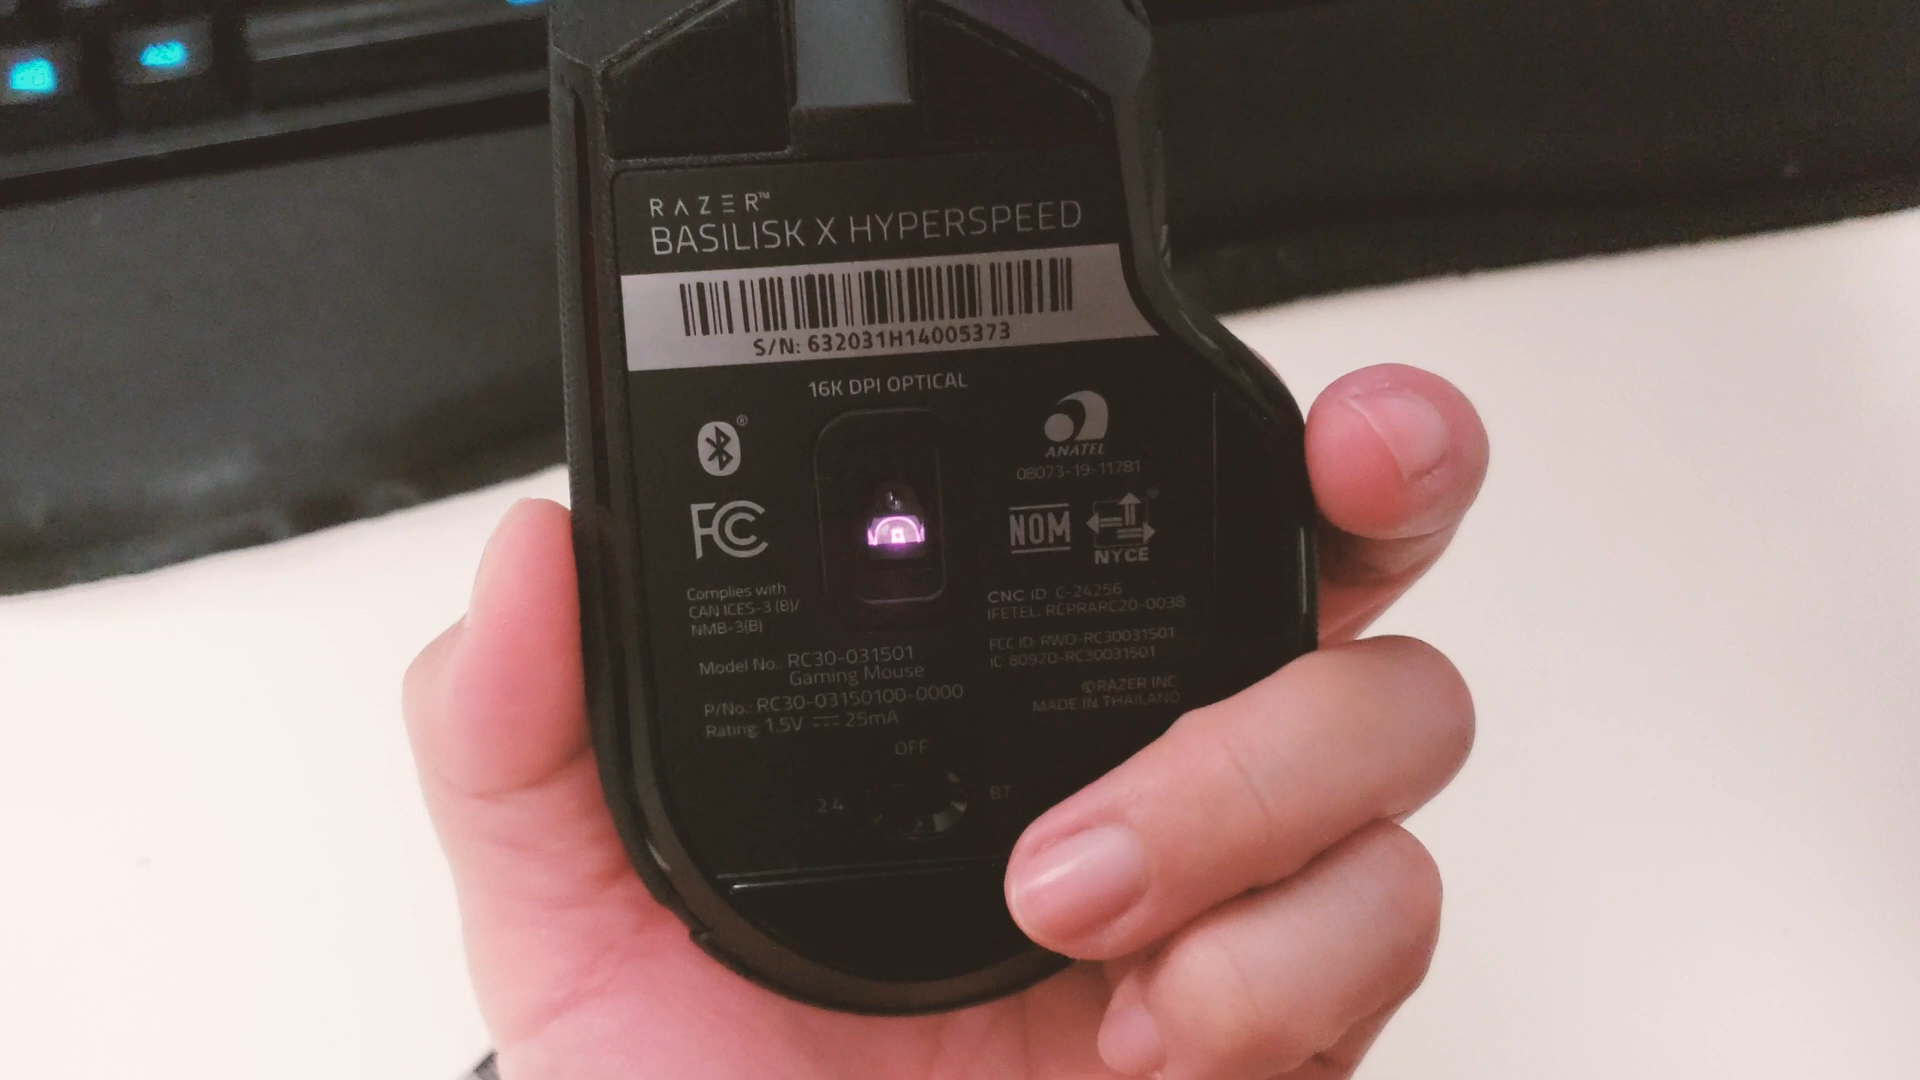 RAZER™
BASILISK X HYPERSPEED
S/N: 632031H14005373
16K DPI OPTICAL
®
FC
ANATEL
08073-19-11781
NOM
NYCE
Complies with
CAN ICES-3 (B)/
NMB-3(B)
CNC ID: C-24256
IFETEL: RCPRARC20-0038
FCC ID: RWO-RC30031501
IC: 8092D-RC30031501
Model No.: RC30-031501
Gaming Mouse
P/No.: RC30-03150100-0000
Rating: 1.5V ⎓ 25mA
©RAZER INC.
MADE IN THAILAND
OFF
2.4
BT